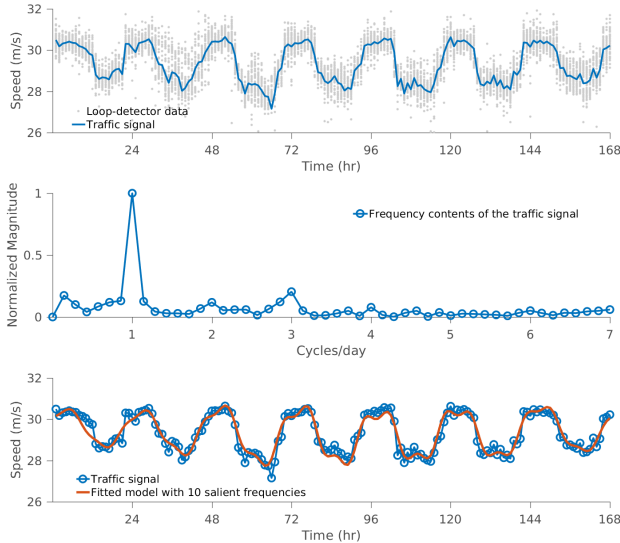 32
30
28
26
Speed (m/s)
Loop-detector data
Traffic signal
24 48 72 96 120 144 168
Time (hr)
1
0.5
0
Normalized Magnitude
Frequency contents of the traffic signal
1 2 3 4 5 6 7
Cycles/day
32
30
28
26
Speed (m/s)
Traffic signal
Fitted model with 10 salient frequencies
24 48 72 96 120 144 168
Time (hr)